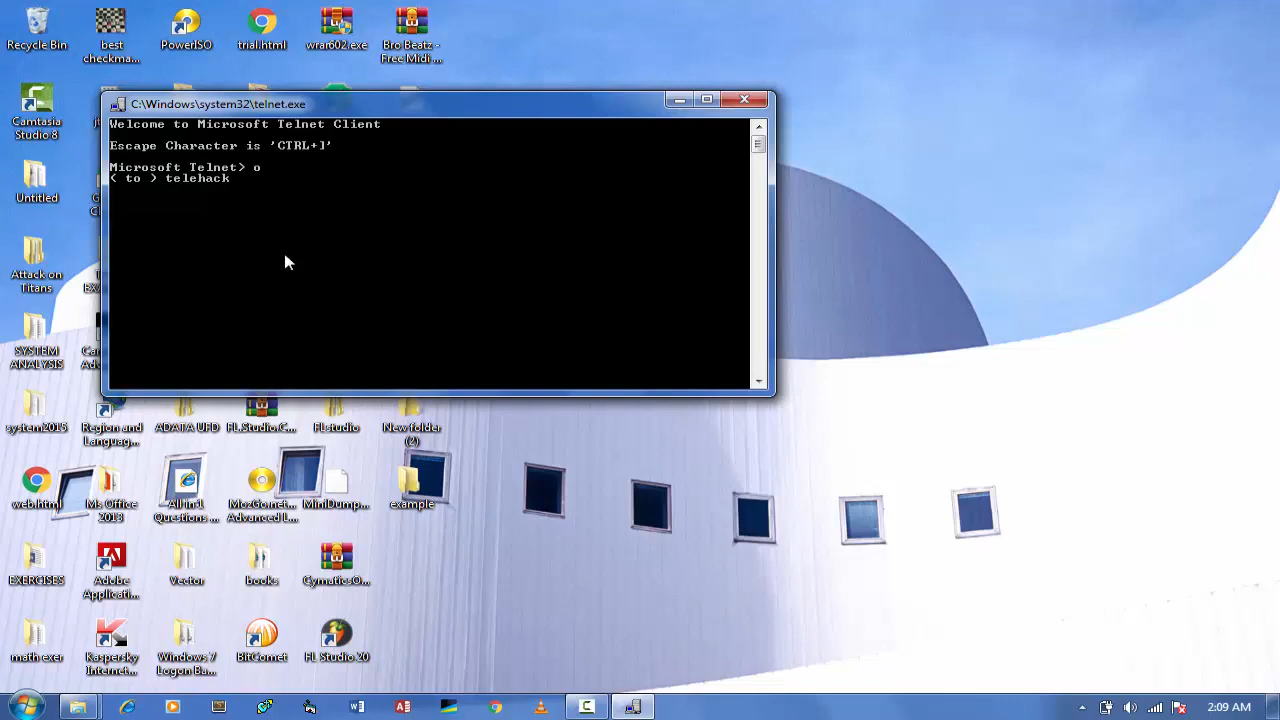 Recycle Bin
best
checkma...
PowerISO
trial.html
wrar602.exe
Bro Beatz -
Free Midi ...
C:\Windows\system32\telnet.exe
Welcome to Microsoft Telnet Client
Escape Character is 'CTRL+]'
Microsoft Telnet> o
( to ) telehack
Camtasia
Studio 8
Untitled
Attack on
Titans
SYSTEM
ANALYSIS
system2015
Region and
Languag...
ADATA UFD
FL.Studio.C...
FLstudio
New folder
(2)
web.html
Ms Office
2013
All in1
Questions ...
MozGo.net...
Advanced L...
MiniDump...
example
EXERCISES
Adobe
Applicati...
Vector
books
CymaticsO...
math exer
Kaspersky
Internet...
Windows 7
Logon Ba...
BitComet
FL Studio 20
2:09 AM